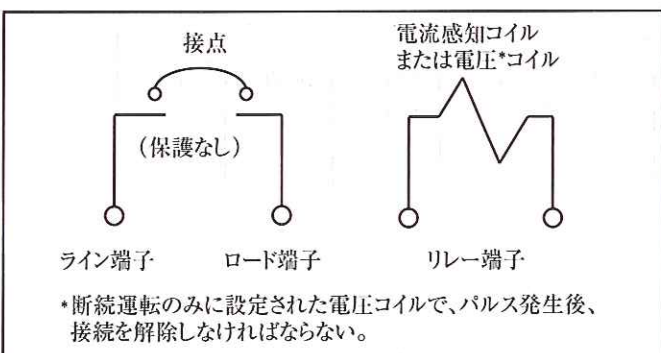 接点
電流感知コイル
または電圧*コイル
(保護なし)
ライン端子
ロード端子
リレー端子
*断続運転のみに設定された電圧コイルで、パルス発生後、
接続を解除しなければならない。